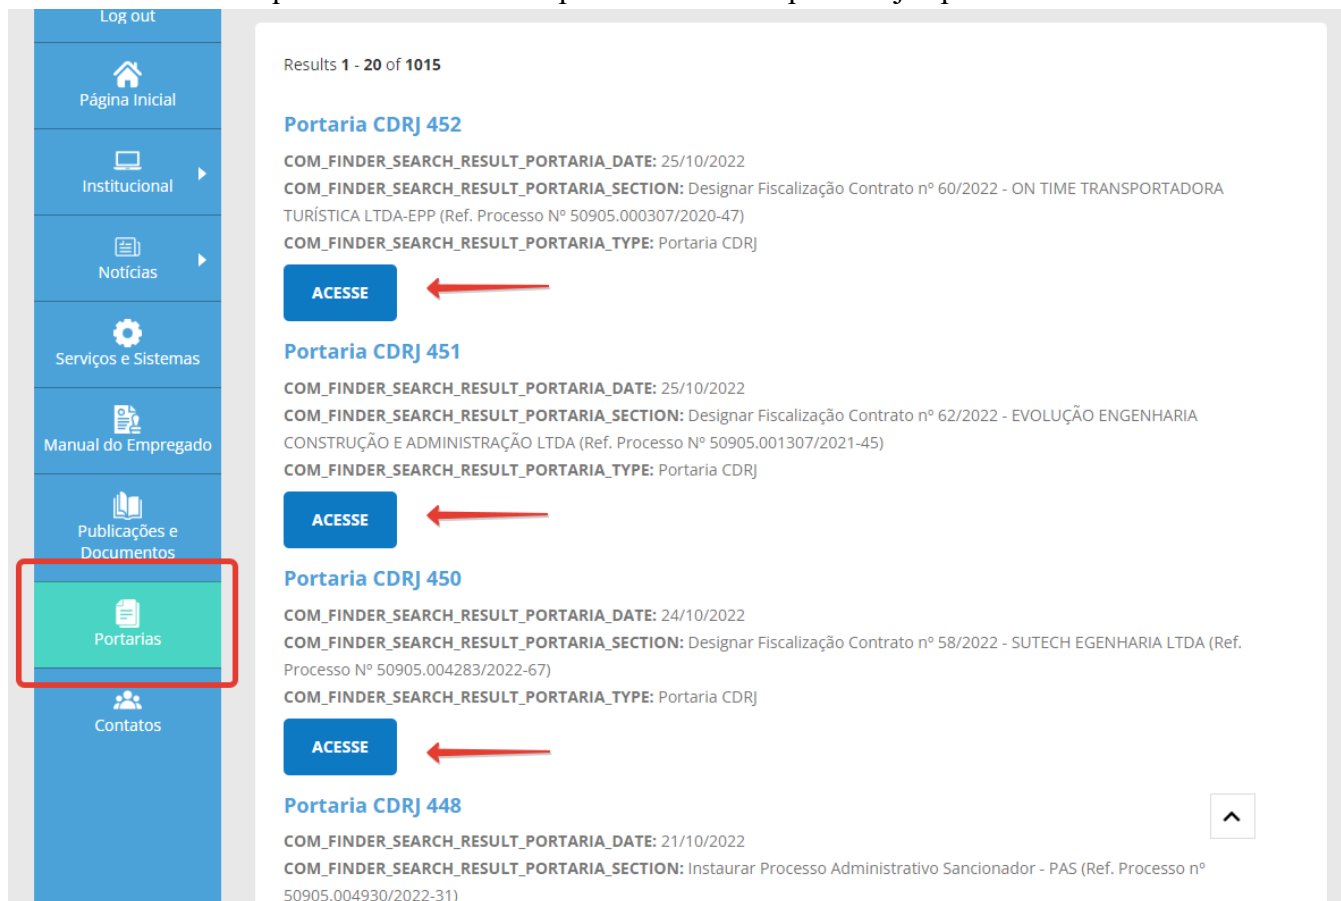 Log out
Página Inicial
Institucional
Notícias
Serviços e Sistemas
Manual do Empregado
Publicações e
Documentos
Portarias
Contatos
Results 1 - 20 of 1015
Portaria CDRJ 452
COM_FINDER_SEARCH_RESULT_PORTARIA_DATE: 25/10/2022
COM_FINDER_SEARCH_RESULT_PORTARIA_SECTION: Designar Fiscalização Contrato nº 60/2022 - ON TIME TRANSPORTADORA
TURÍSTICA LTDA-EPP (Ref. Processo Nº 50905.000307/2020-47)
COM_FINDER_SEARCH_RESULT_PORTARIA_TYPE: Portaria CDRJ
ACESSE
Portaria CDRJ 451
COM_FINDER_SEARCH_RESULT_PORTARIA_DATE: 25/10/2022
COM_FINDER_SEARCH_RESULT_PORTARIA_SECTION: Designar Fiscalização Contrato nº 62/2022 - EVOLUÇÃO ENGENHARIA
CONSTRUÇÃO E ADMINISTRAÇÃO LTDA (Ref. Processo Nº 50905.001307/2021-45)
COM_FINDER_SEARCH_RESULT_PORTARIA_TYPE: Portaria CDRJ
ACESSE
Portaria CDRJ 450
COM_FINDER_SEARCH_RESULT_PORTARIA_DATE: 24/10/2022
COM_FINDER_SEARCH_RESULT_PORTARIA_SECTION: Designar Fiscalização Contrato nº 58/2022 - SUTECH EGENHARIA LTDA (Ref.
Processo Nº 50905.004283/2022-67)
COM_FINDER_SEARCH_RESULT_PORTARIA_TYPE: Portaria CDRJ
ACESSE
Portaria CDRJ 448
COM_FINDER_SEARCH_RESULT_PORTARIA_DATE: 21/10/2022
COM_FINDER_SEARCH_RESULT_PORTARIA_SECTION: Instaurar Processo Administrativo Sancionador - PAS (Ref. Processo nº
50905.004930/2022-31)